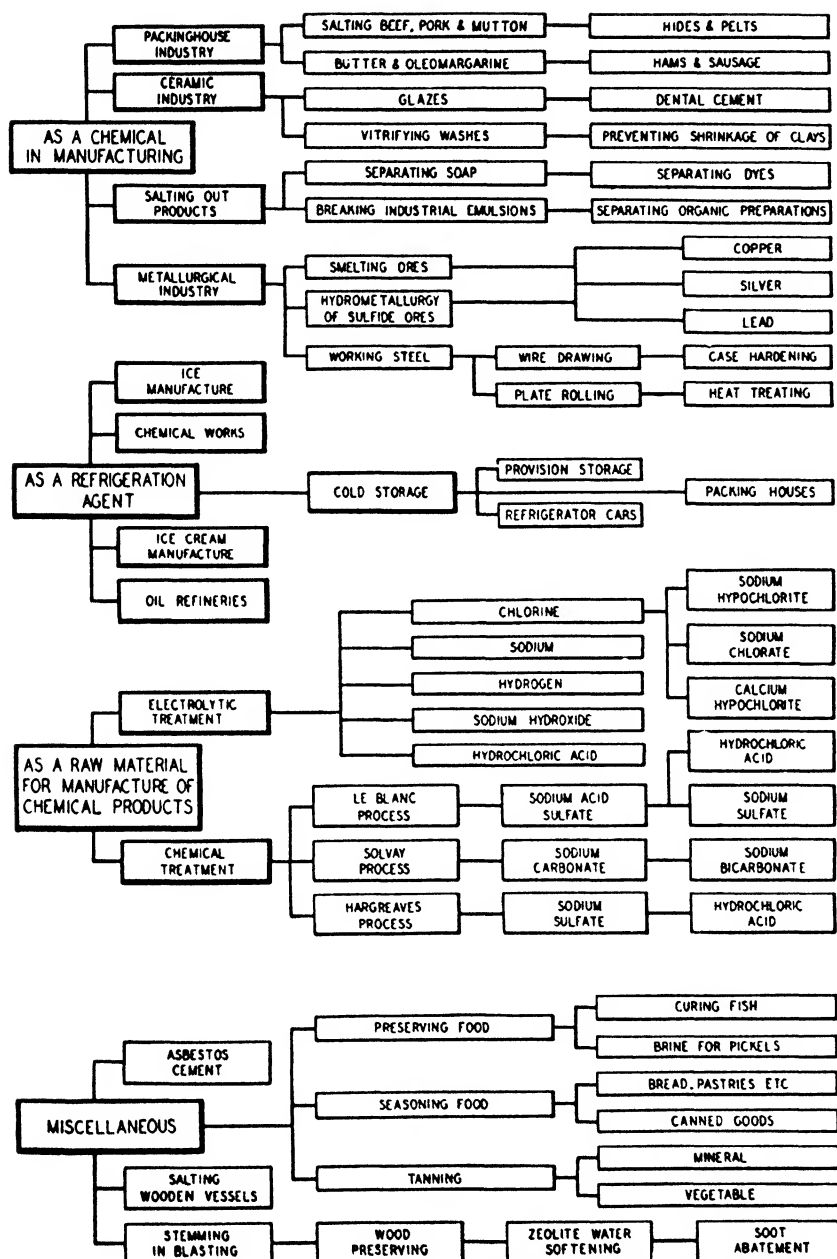 PACKINGHOUSE
INDUSTRY
SALTING BEEF, PORK & MUTTON
HIDES & PELTS
BUTTER & OLEOMARGARINE
HAMS & SAUSAGE
CERAMIC
INDUSTRY
GLAZES
DENTAL CEMENT
AS A CHEMICAL
IN MANUFACTURING
VITRIFYING WASHES
PREVENTING SHRINKAGE OF CLAYS
SALTING OUT
PRODUCTS
SEPARATING SOAP
SEPARATING DYES
BREAKING INDUSTRIAL EMULSIONS
SEPARATING ORGANIC PREPARATIONS
METALLURGICAL
INDUSTRY
SMELTING ORES
COPPER
HYDROMETALLURGY
OF SULFIDE ORES
SILVER
LEAD
WORKING STEEL
WIRE DRAWING
CASE HARDENING
PLATE ROLLING
HEAT TREATING
ICE
MANUFACTURE
CHEMICAL WORKS
AS A REFRIGERATION
AGENT
COLD STORAGE
PROVISION STORAGE
PACKING HOUSES
REFRIGERATOR CARS
ICE CREAM
MANUFACTURE
OIL REFINERIES
ELECTROLYTIC
TREATMENT
CHLORINE
SODIUM
HYPOCHLORITE
SODIUM
SODIUM
CHLORATE
HYDROGEN
CALCIUM
HYPOCHLORITE
SODIUM HYDROXIDE
HYDROCHLORIC ACID
AS A RAW MATERIAL
FOR MANUFACTURE OF
CHEMICAL PRODUCTS
HYDROCHLORIC
ACID
LE BLANC
PROCESS
SODIUM ACID
SULFATE
SODIUM
SULFATE
CHEMICAL
TREATMENT
SOLVAY
PROCESS
SODIUM
CARBONATE
SODIUM
BICARBONATE
HARGREAVES
PROCESS
SODIUM
SULFATE
HYDROCHLORIC
ACID
ASBESTOS
CEMENT
PRESERVING FOOD
CURING FISH
BRINE FOR PICKELS
MISCELLANEOUS
SEASONING FOOD
BREAD, PASTRIES ETC
CANNED GOODS
SALTING
WOODEN VESSELS
TANNING
MINERAL
VEGETABLE
STEMMING
IN BLASTING
WOOD
PRESERVING
ZEOLITE WATER
SOFTENING
SOOT
ABATEMENT